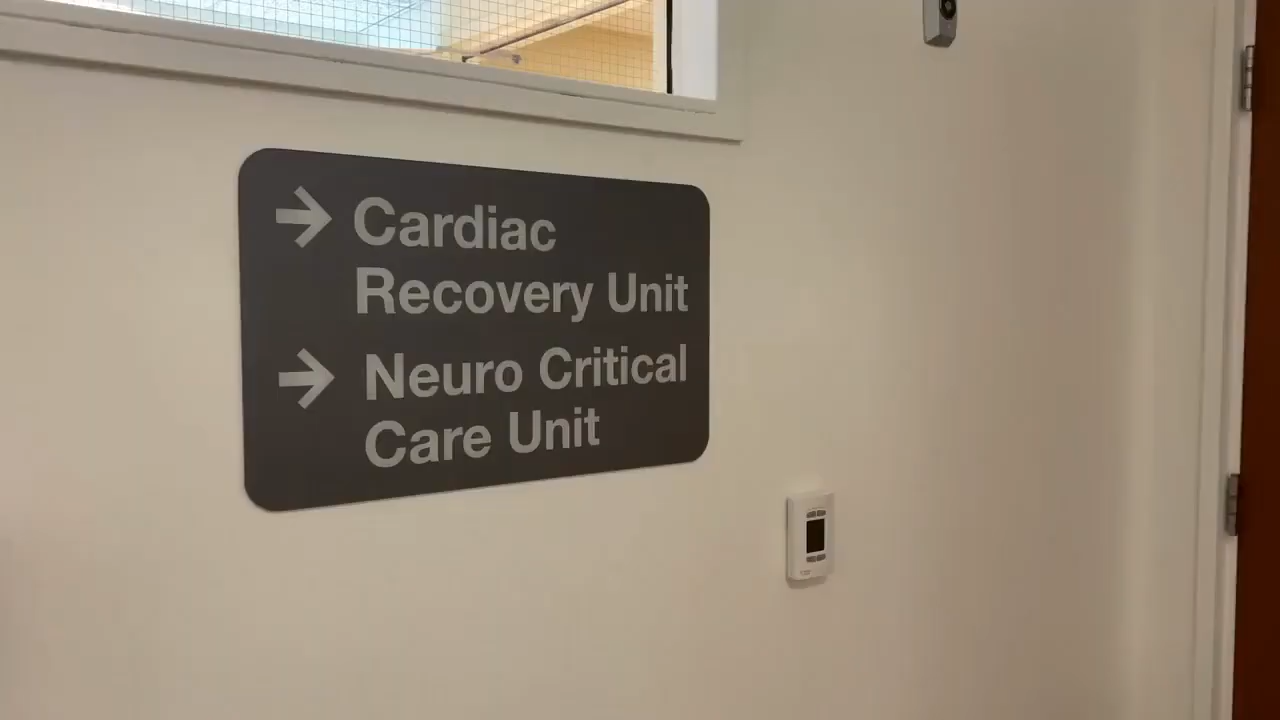 → Cardiac
Recovery Unit
→ Neuro Critical
Care Unit